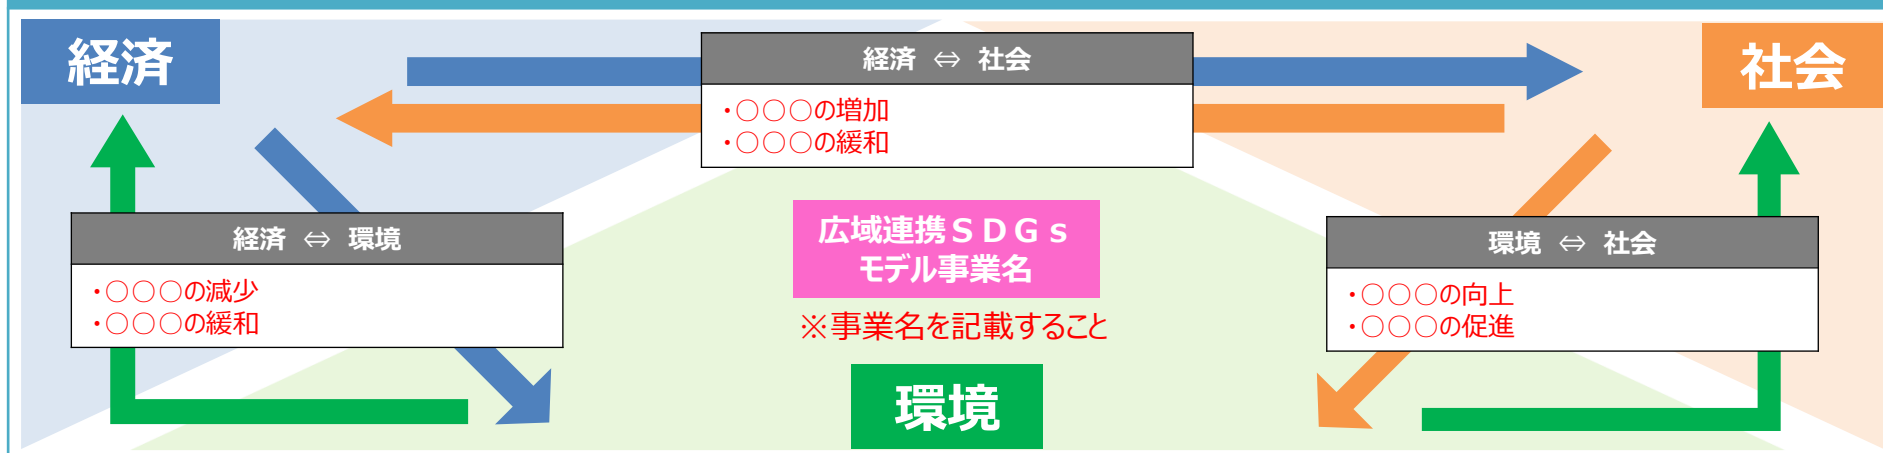 経済
経済 ⇔ 社会
・○○○の増加
・○○○の緩和
社会
経済 ⇔ 環境
・○○○の減少
・○○○の緩和
広域連携ＳＤＧｓ
モデル事業名
※事業名を記載すること
環境 ⇔ 社会
・○○○の向上
・○○○の促進
環境